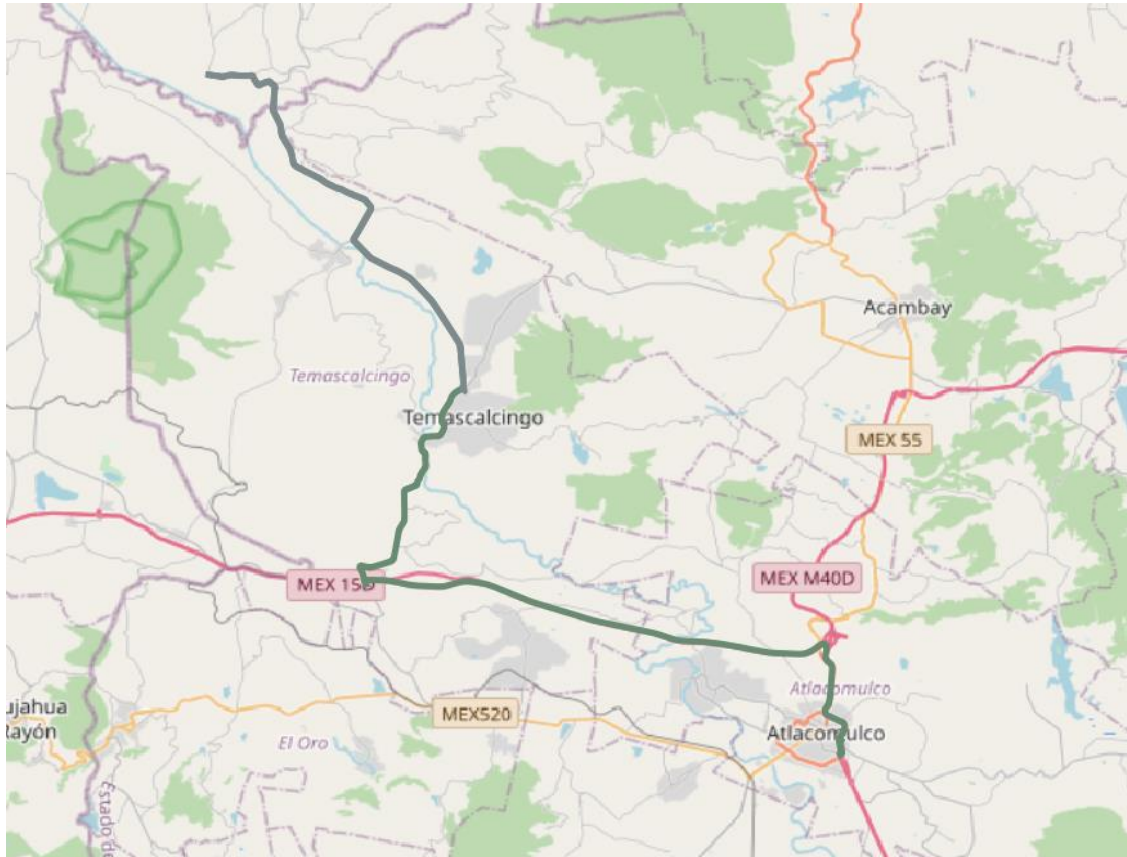 Acambay
Temascalcingo
Temascalcingo
MEX 55
MEX 15D
MEX M40D
Atlacomulco
ujahua
Rayón
MEX520
El Oro
Atlacomulco
Estado de